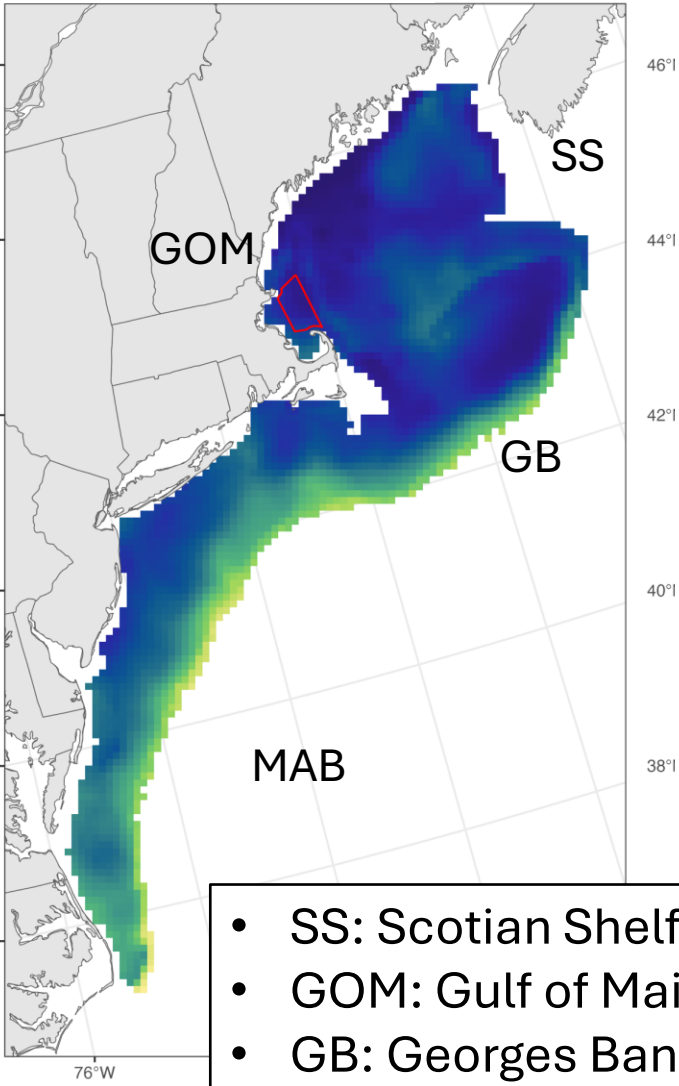 46°
SS
GOM
44°
42°
GB
40°
MAB
38°
• SS: Scotian Shelf
• GOM: Gulf of Mai
• GB: Georges Ban
76°W